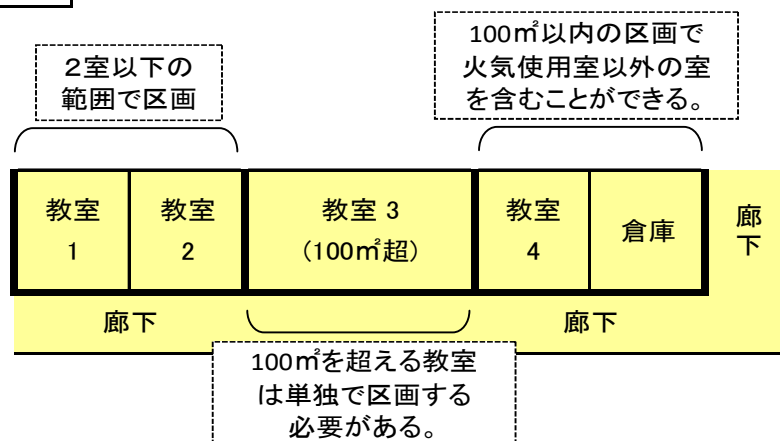 2室以下の
範囲で区画
100㎡以内の区画で
火気使用室以外の室
を含むことができる。
教室
1
教室
2
教室 3
(100㎡超)
教室
4
倉庫
廊下
廊下
廊下
100㎡を超える教室
は単独で区画する
必要がある。